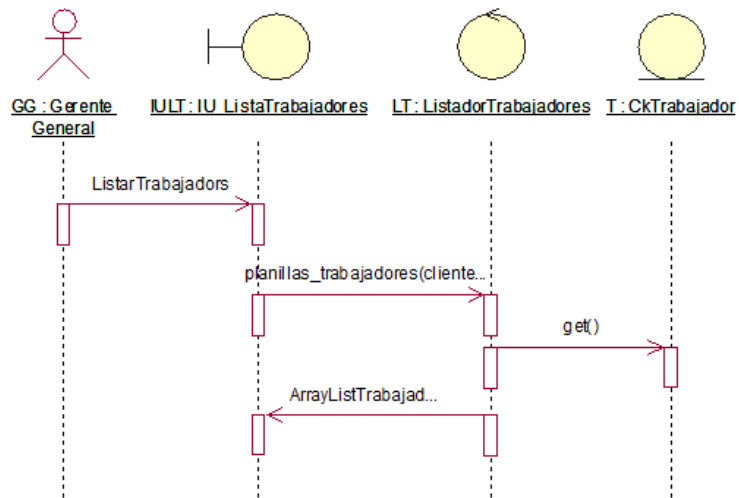 GG : Gerente General
IULT : IU_ListaTrabajadores
LT : ListadorTrabajadores
T : CkTrabajador
ListarTrabajadors
planillas_trabajadores(cliente...
get()
ArrayListTrabajad...